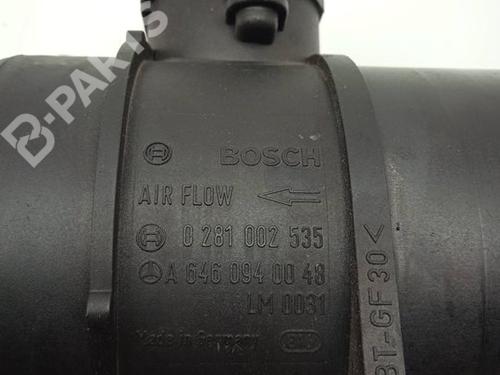 B-PARTS
BOSCH
AIR FLOW
0 281 002 535
A 646 094 00 48
LM 0031
Made in Germany
BT-GF30<